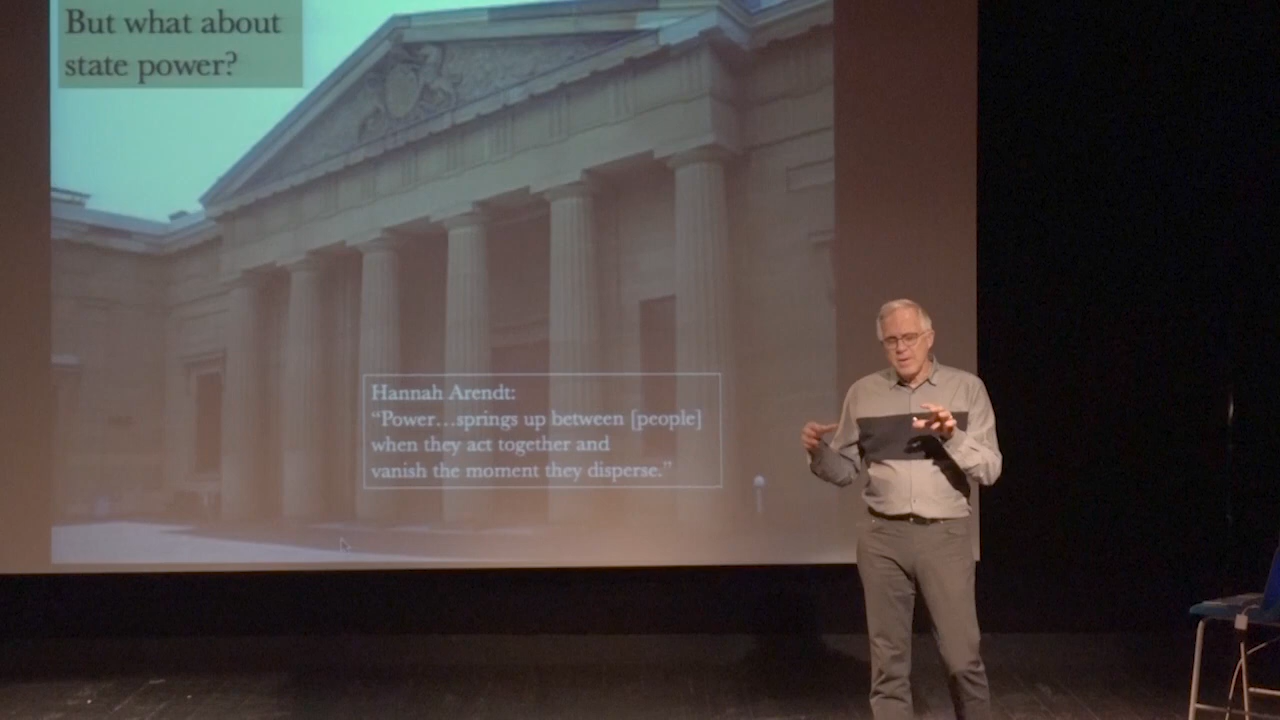 But what about
state power?
Hannah Arendt:
“Power…springs up between [people]
when they act together and
vanish the moment they disperse.”